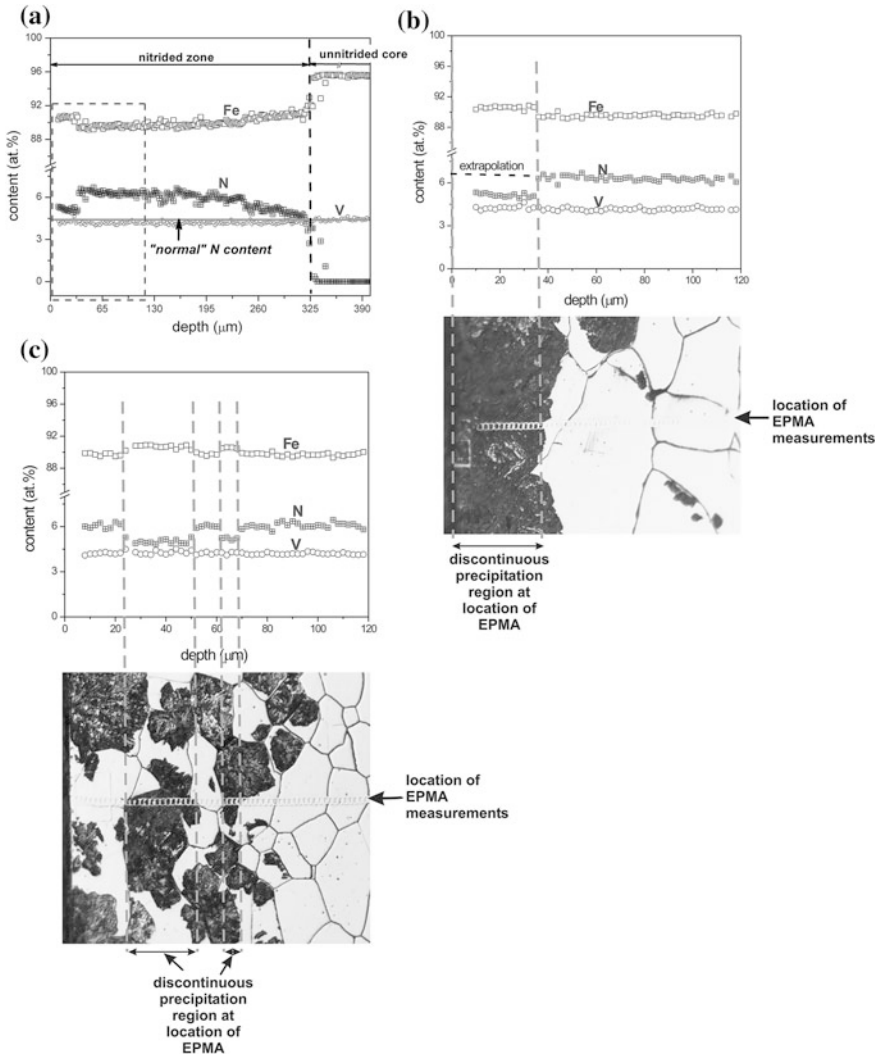 (a)
nitrided zone
unnitrided core
96
92
88
6
3
0
content (at.%)
Fe
N
V
"normal" N content
0
65
130
195
260
325
390
depth (μm)
(b)
96
92
88
6
3
0
content (at.%)
Fe
extrapolation
N
V
0
20
40
60
80
100
120
depth (μm)
location of
EPMA
measurements
discontinuous
precipitation
region at
location of
EPMA
(c)
96
92
88
6
3
0
content (at.%)
Fe
N
V
0
20
40
60
80
100
120
depth (μm)
location of
EPMA
measurements
discontinuous
precipitation
region at
location of
EPMA